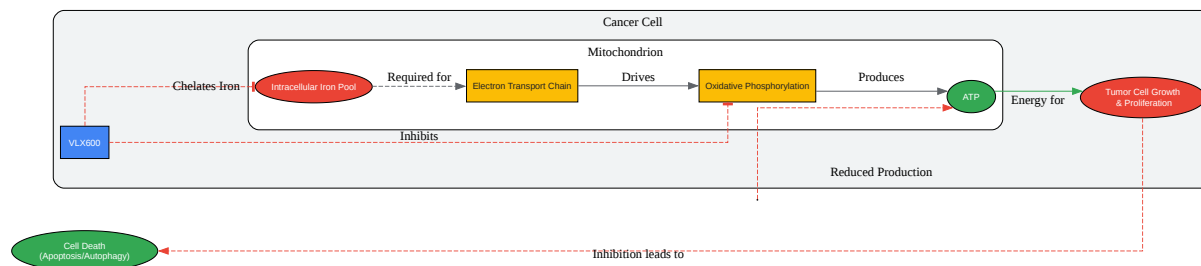 Cancer Cell
Mitochondrion
Chelates Iron
Intracellular Iron Pool
Required for
Electron Transport Chain
Drives
Oxidative Phosphorylation
Produces
ATP
Energy for
Tumor Cell Growth
& Proliferation
VLX600
Inhibits
Reduced Production
Cell Death
(Apoptosis/Autophagy)
Inhibition leads to